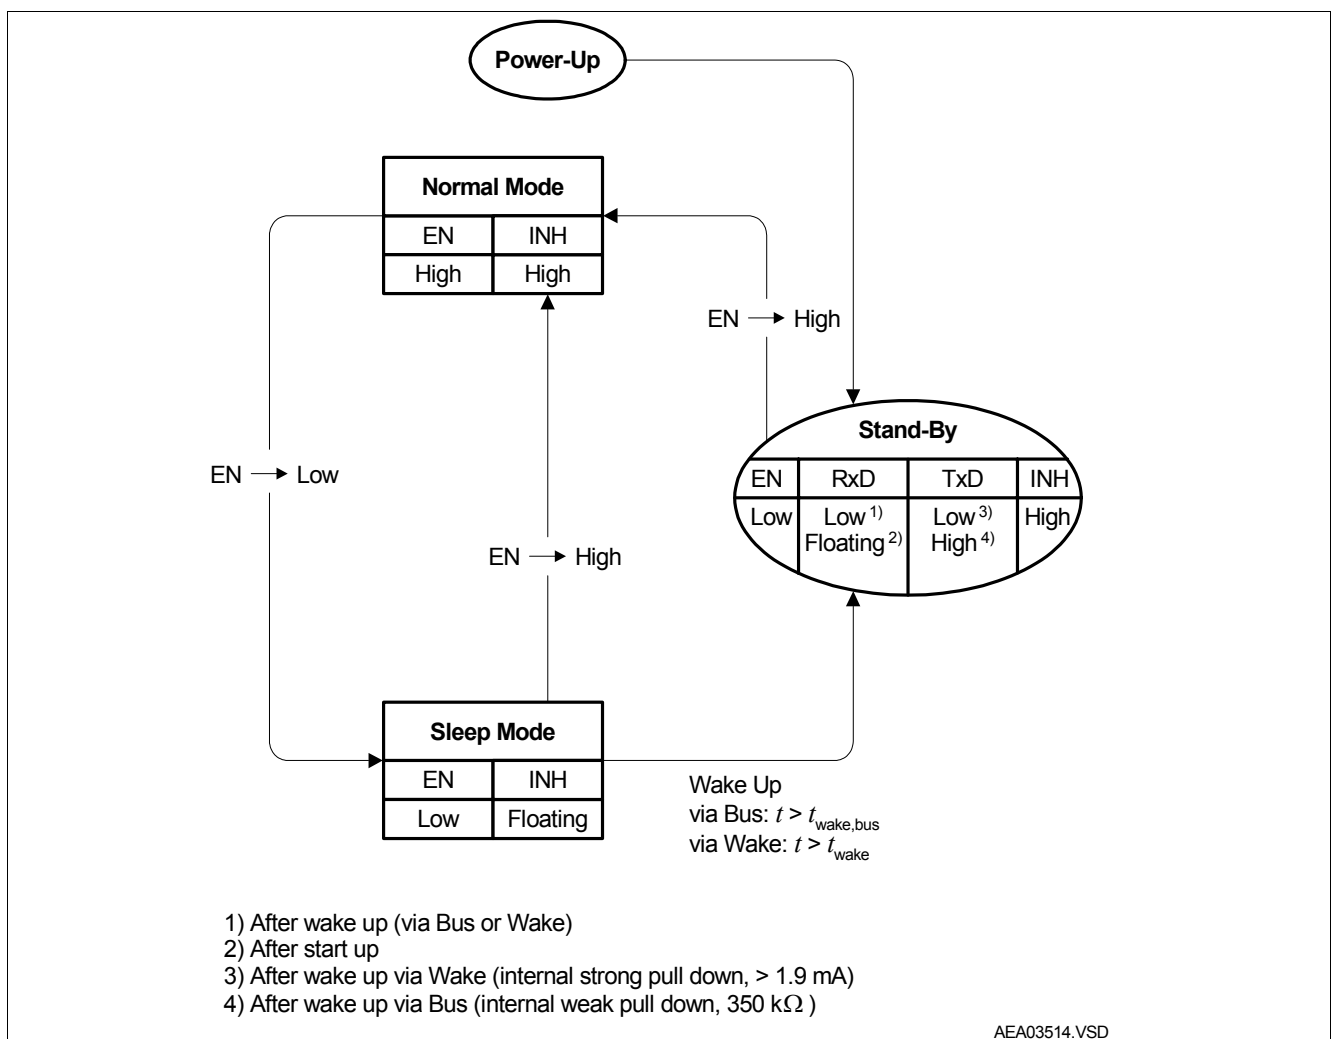 Power-Up
Normal Mode
EN INH
High High
EN → High
Stand-By
EN RxD TxD INH
Low Low 1) Low 3) High
Floating 2) High 4)
EN → Low
EN → High
Sleep Mode
EN INH
Low Floating
Wake Up
via Bus: t > t wake,bus
via Wake: t > t wake
1) After wake up (via Bus or Wake)
2) After start up
3) After wake up via Wake (internal strong pull down, > 1.9 mA)
4) After wake up via Bus (internal weak pull down, 350 kΩ )
AEA03514.VSD